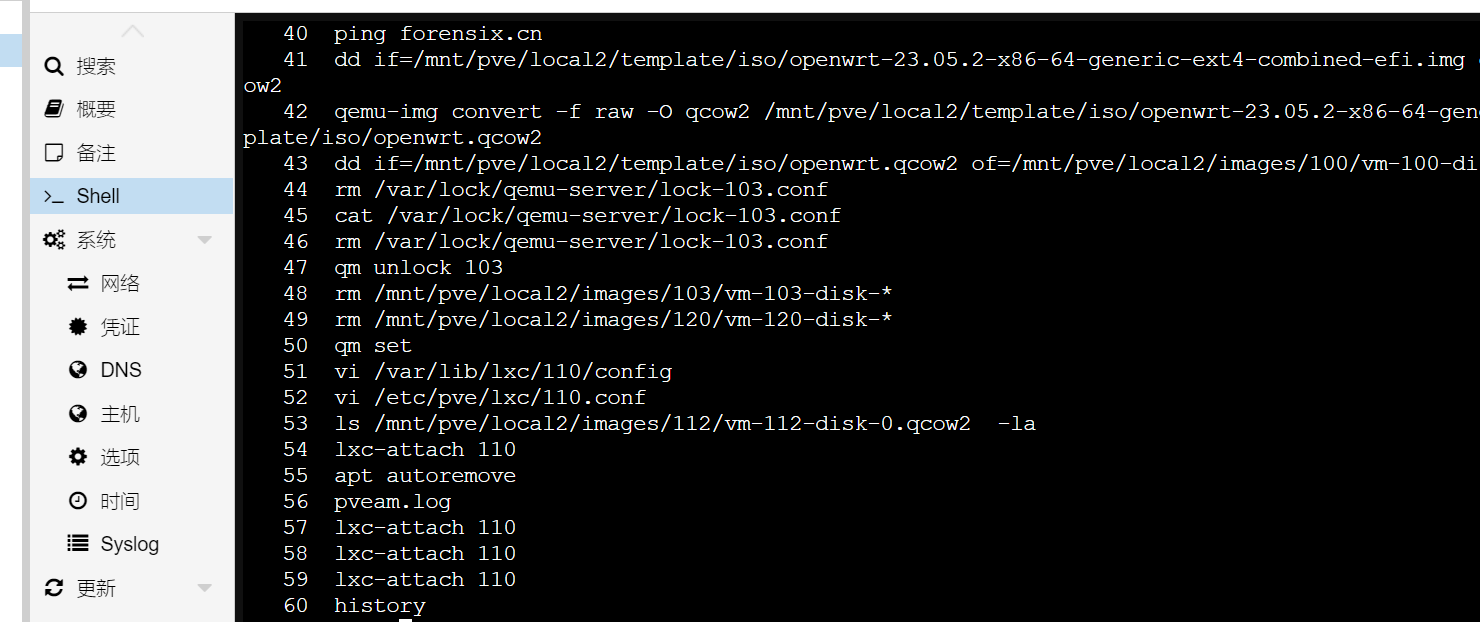 搜索
概要
备注
Shell
系统
网络
凭证
DNS
主机
选项
时间
Syslog
更新
40 ping forensix.cn
41 dd if=/mnt/pve/local2/template/iso/openwrt-23.05.2-x86-64-generic-ext4-combined-efi.img
ow2
42 qemu-img convert -f raw -O qcow2 /mnt/pve/local2/template/iso/openwrt-23.05.2-x86-64-gen
plate/iso/openwrt.qcow2
43 dd if=/mnt/pve/local2/template/iso/openwrt.qcow2 of=/mnt/pve/local2/images/100/vm-100-di
44 rm /var/lock/qemu-server/lock-103.conf
45 cat /var/lock/qemu-server/lock-103.conf
46 rm /var/lock/qemu-server/lock-103.conf
47 qm unlock 103
48 rm /mnt/pve/local2/images/103/vm-103-disk-*
49 rm /mnt/pve/local2/images/120/vm-120-disk-*
50 qm set
51 vi /var/lib/lxc/110/config
52 vi /etc/pve/lxc/110.conf
53 ls /mnt/pve/local2/images/112/vm-112-disk-0.qcow2 -la
54 lxc-attach 110
55 apt autoremove
56 pveam.log
57 lxc-attach 110
58 lxc-attach 110
59 lxc-attach 110
60 history